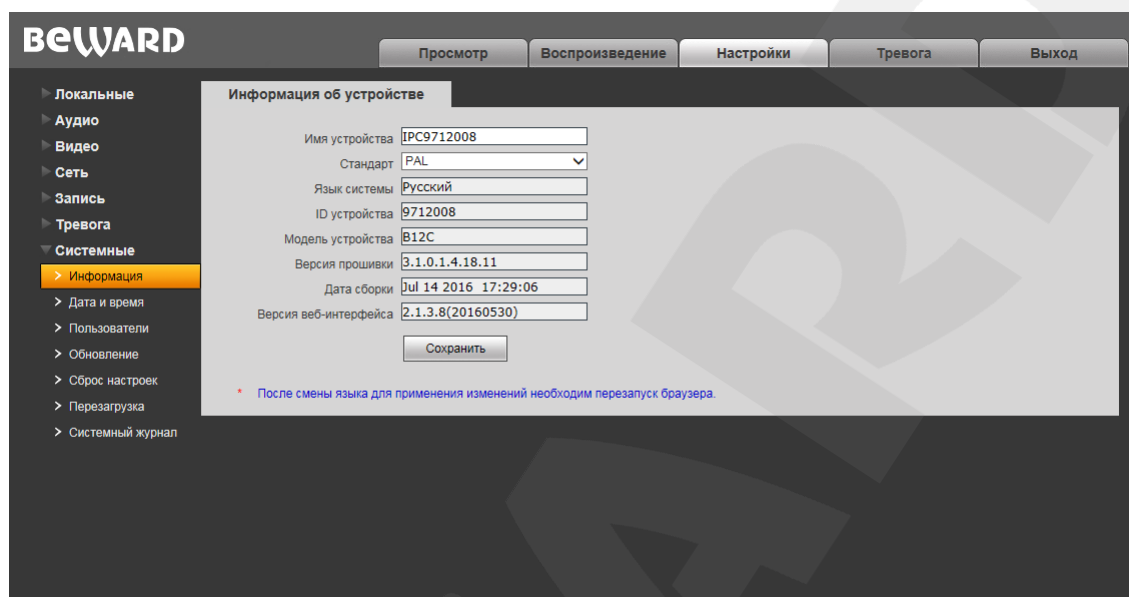 BEWARD
Просмотр Воспроизведение Настройки Тревога Выход
Локальные
Аудио
Видео
Сеть
Запись
Тревога
Системные
> Информация
> Дата и время
> Пользователи
> Обновление
> Сброс настроек
> Перезагрузка
> Системный журнал
Информация об устройстве
Имя устройства IPC9712008
Стандарт PAL
Язык системы Русский
ID устройства 9712008
Модель устройства B12C
Версия прошивки 3.1.0.1.4.18.11
Дата сборки Jul 14 2016 17:29:06
Версия веб-интерфейса 2.1.3.8(20160530)
Сохранить
* После смены языка для применения изменений необходим перезапуск браузера.